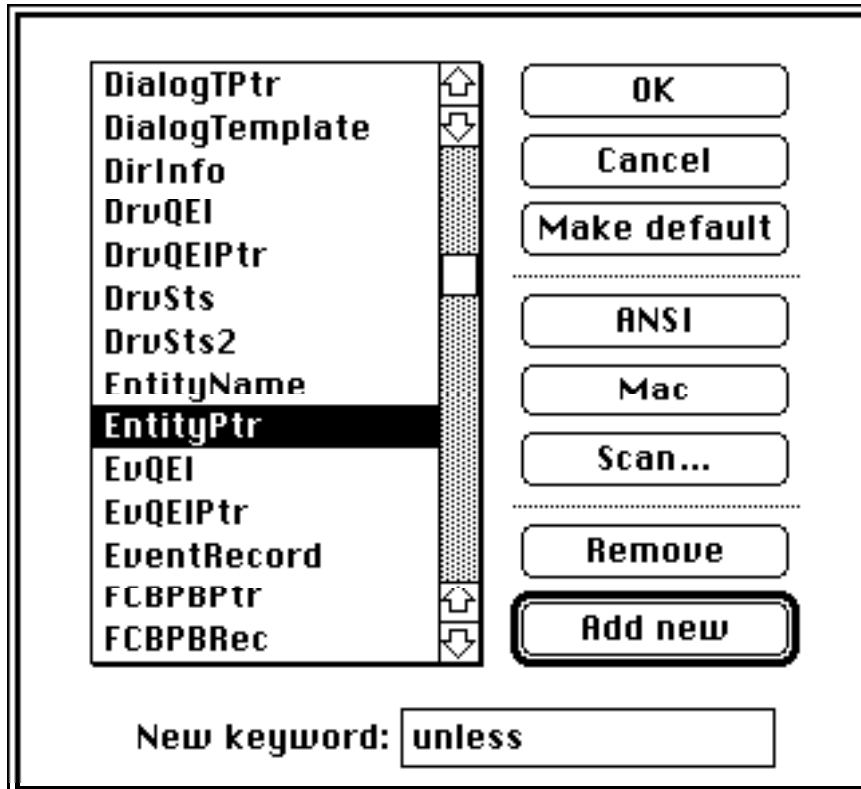 DialogTPtr
DialogTemplate
DirInfo
DrvQEl
DrvQElPtr
DrvSts
DrvSts2
EntityName
EntityPtr
EvQEl
EvQElPtr
EventRecord
FCBPBPtr
FCBPBRec
OK
Cancel
Make default
ANSI
Mac
Scan...
Remove
Add new
New keyword: unless